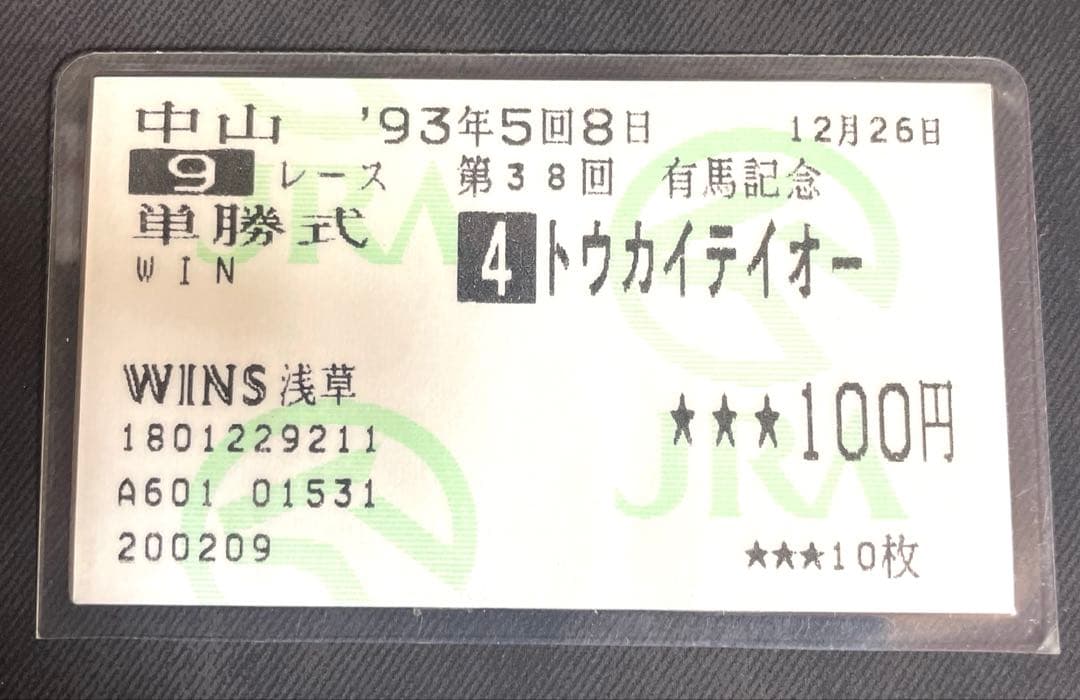 中山 '93年5回8日 12月26日
9レース 第38回 有馬記念
単勝式 4トウカイテイオー
WIN
WINS浅草
1801229211 ★★★100円
A601 01531
200209 ★★★10枚
JRA
JRA